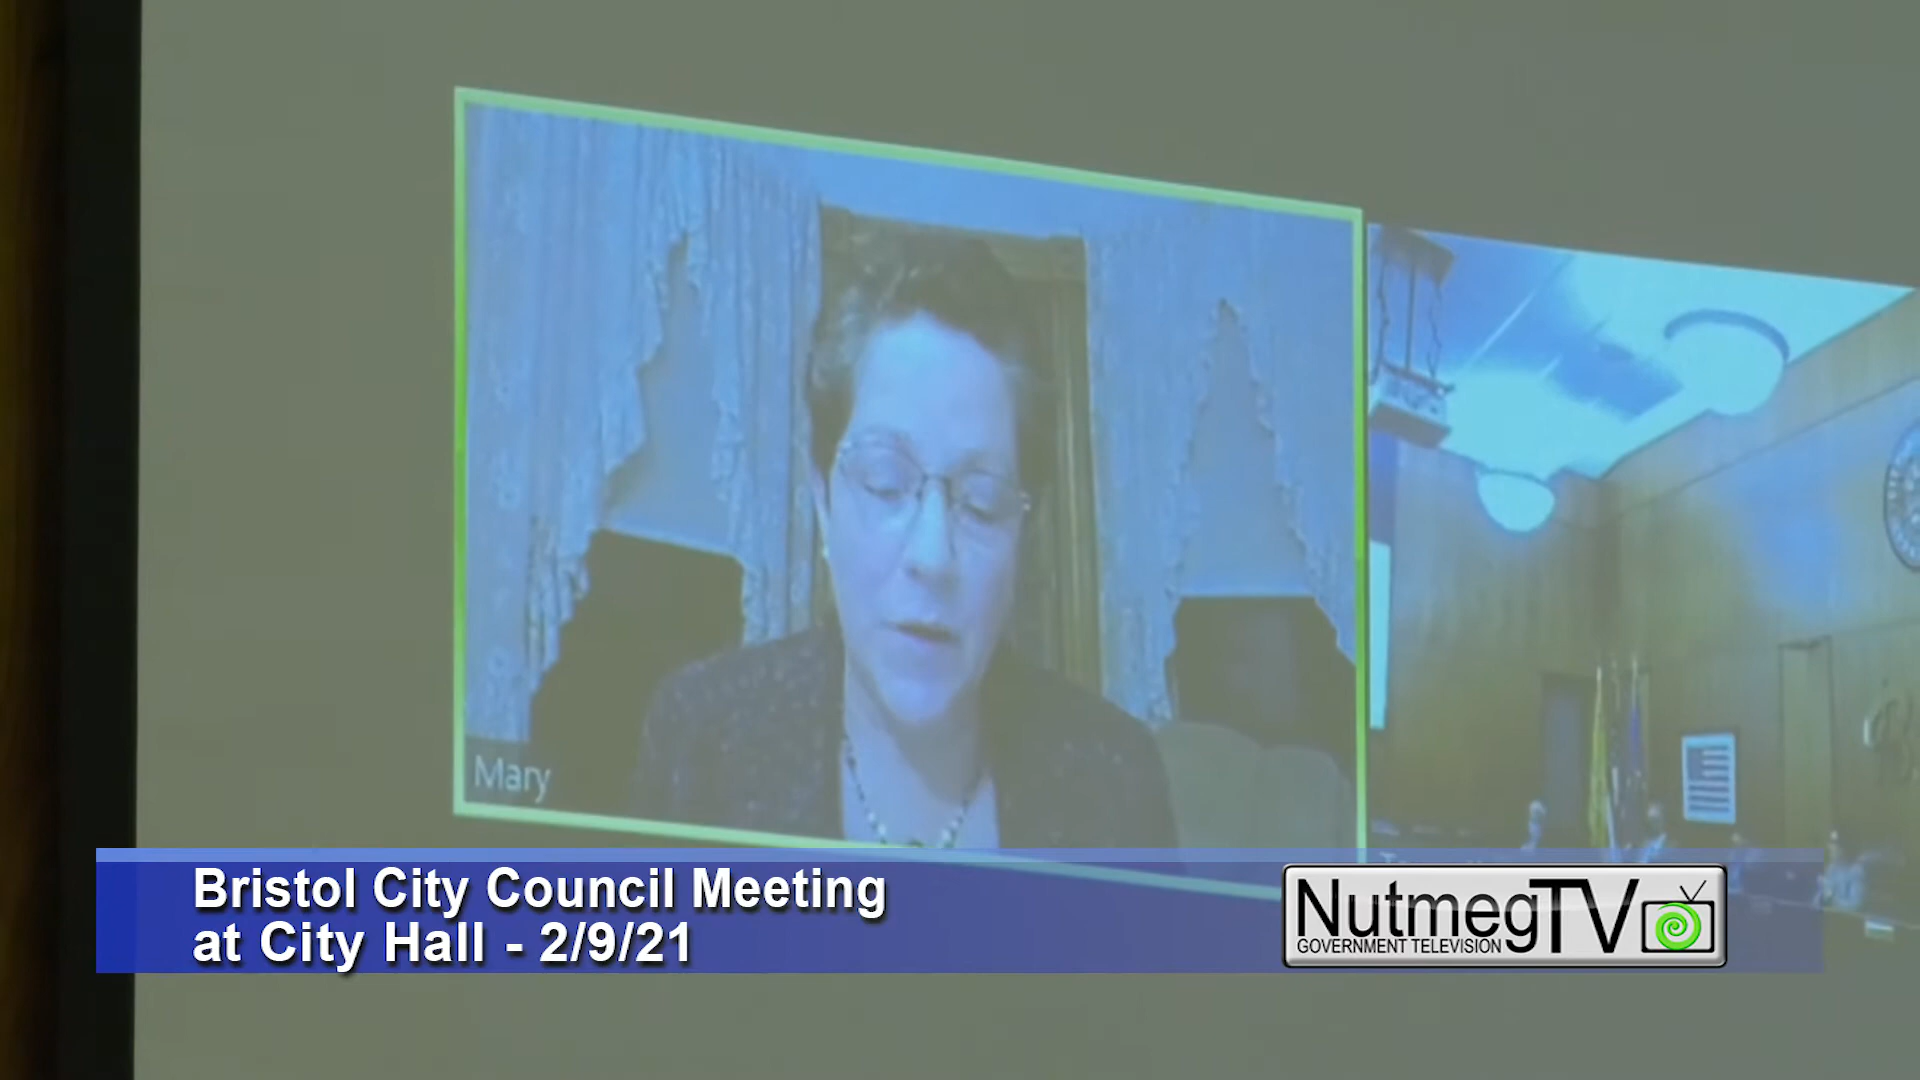 Mary
Bristol City Council Meeting
at City Hall - 2/9/21
NutmegTV
GOVERNMENT TELEVISION